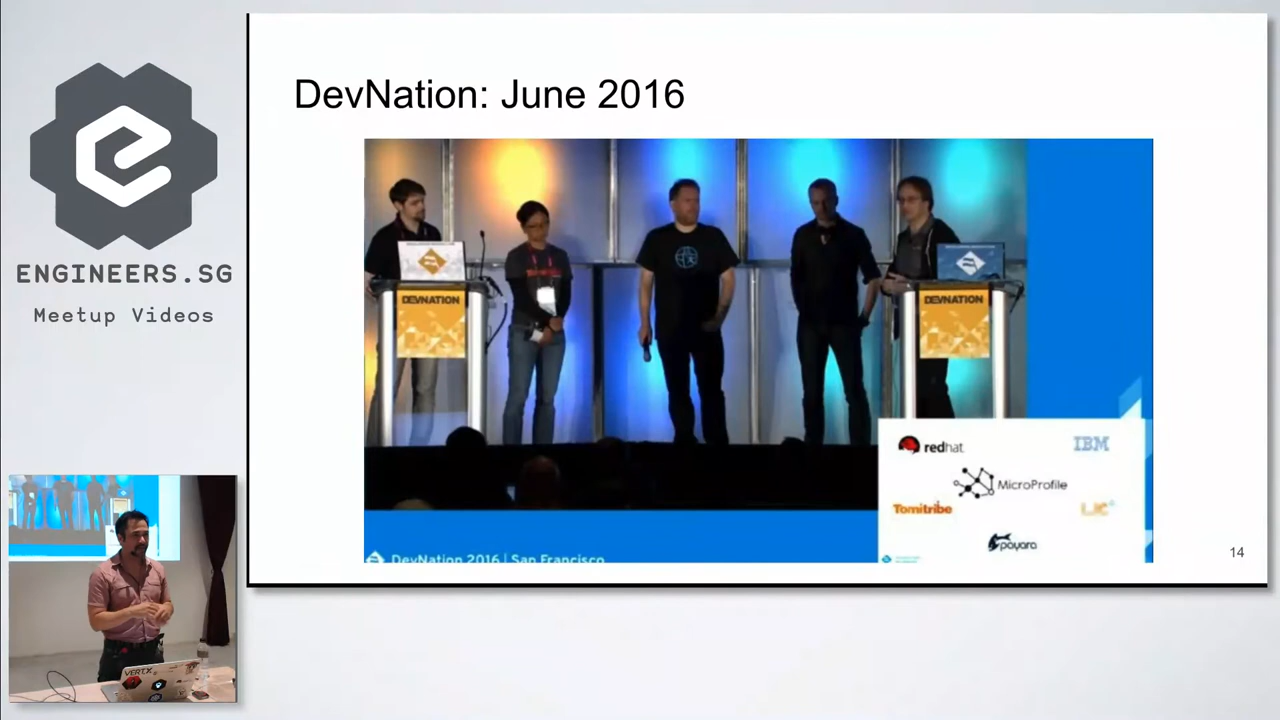 ENGINEERS.SG
Meetup Videos
DevNation: June 2016
DEVNATION
DEVNATION
redhat
IBM
MicroProfile
Tomitribe
LJC
payara
DevNation 2016 | San Francisco
14
VERT.X